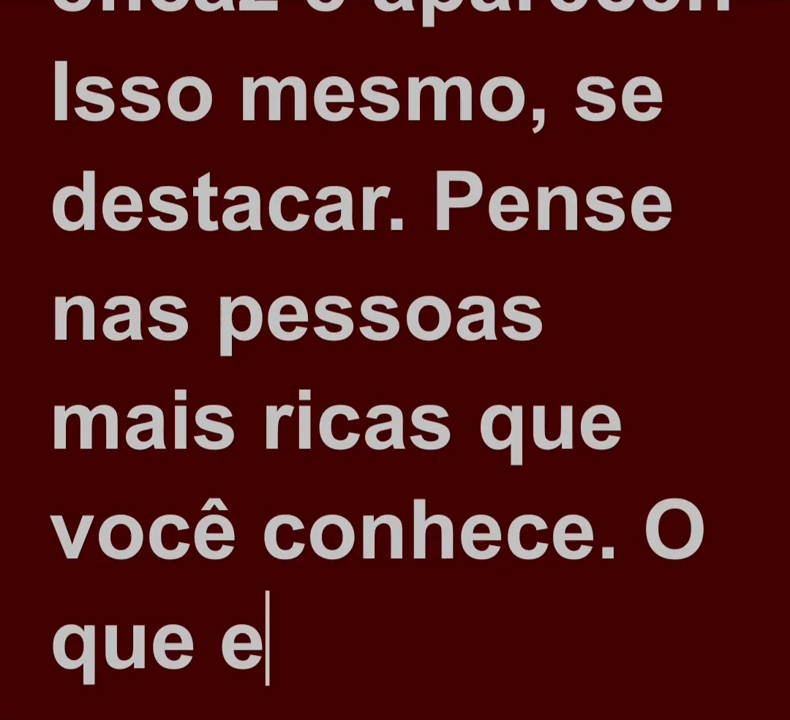 Isso mesmo, se
destacar. Pense
nas pessoas
mais ricas que
você conhece. O
que e